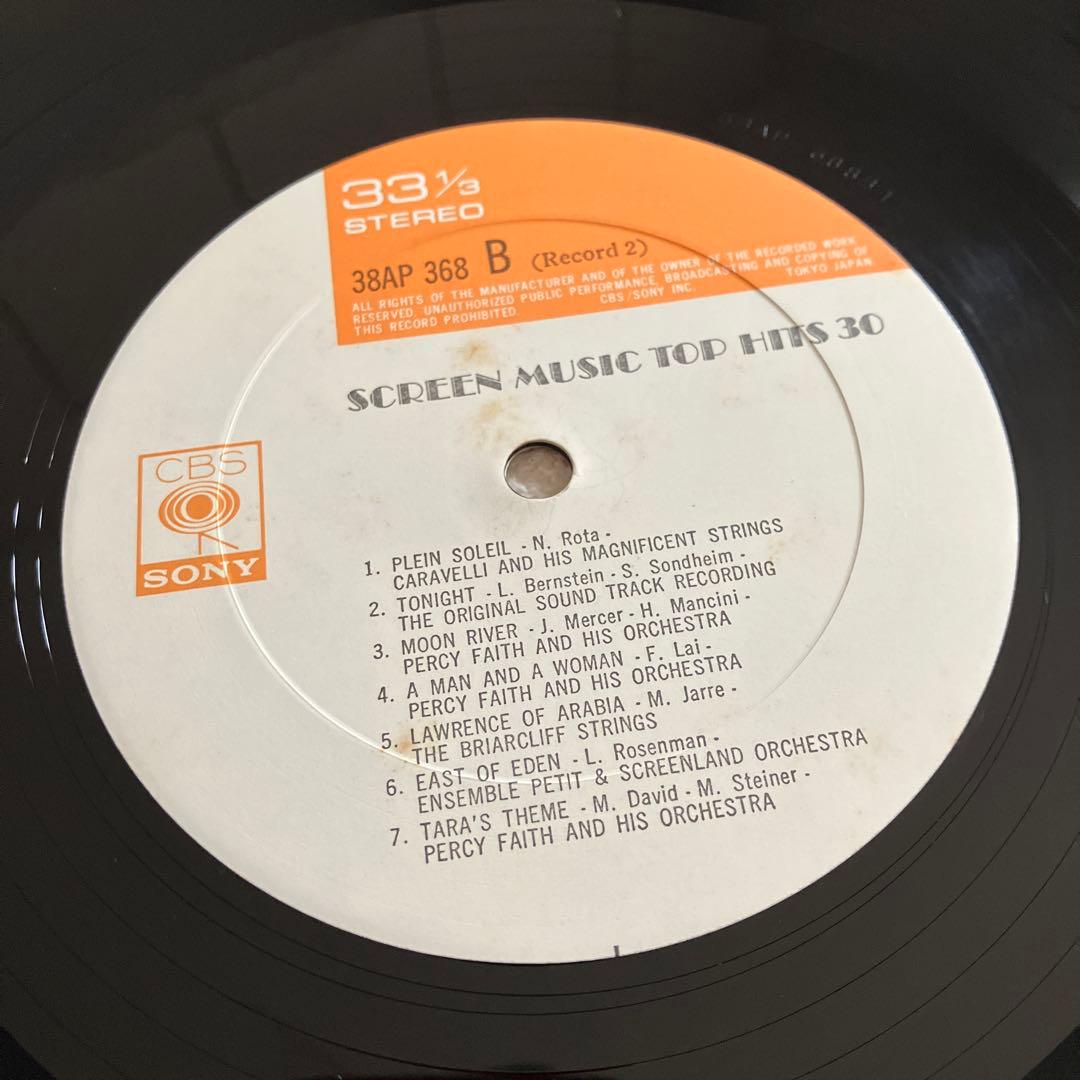 33 1/3
STEREO
38AP 368 B (Record 2)
ALL RIGHTS OF THE MANUFACTURER AND OF THE OWNER OF THE RECORDED WORK
RESERVED. UNAUTHORIZED PUBLIC PERFORMANCE, BROADCASTING AND COPYING OF
THIS RECORD PROHIBITED. CBS/SONY INC. TOKYO JAPAN
SCREEN MUSIC TOP HITS 30
CBS
SONY
1. PLEIN SOLEIL - N. Rota -
CARAVELLI AND HIS MAGNIFICENT STRINGS
2. TONIGHT - L. Bernstein - S. Sondheim -
THE ORIGINAL SOUND TRACK RECORDING
3. MOON RIVER - J. Mercer - H. Mancini -
PERCY FAITH AND HIS ORCHESTRA
4. A MAN AND A WOMAN - F. Lai -
PERCY FAITH AND HIS ORCHESTRA
5. LAWRENCE OF ARABIA - M. Jarre -
THE BRIARCLIFF STRINGS
6. EAST OF EDEN - L. Rosenman -
ENSEMBLE PETIT & SCREENLAND ORCHESTRA
7. TARA'S THEME - M. David - M. Steiner -
PERCY FAITH AND HIS ORCHESTRA